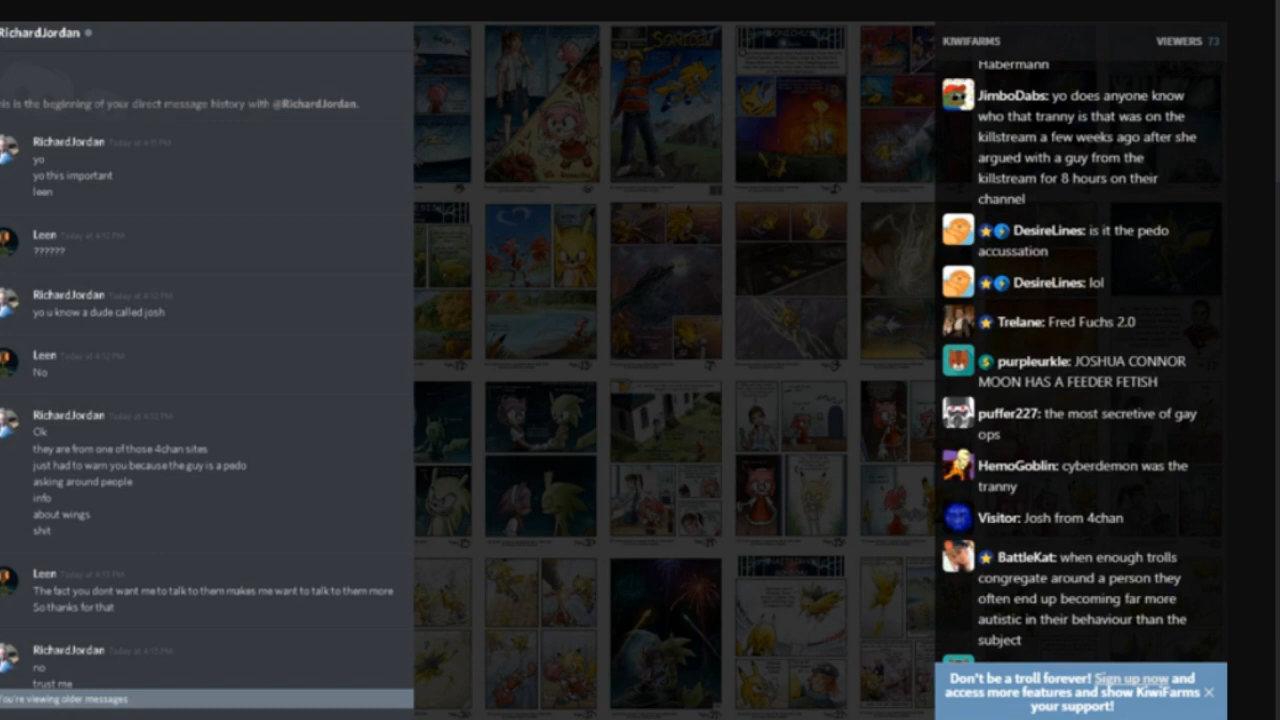 RichardJordan
his is the beginning of your direct message history with @RichardJordan.
RichardJordan Today at 4:11 PM
yo
yo this important
leen
Leen Today at 4:12 PM
??????
RichardJordan Today at 4:12 PM
yo u know a dude called josh
Leen Today at 4:12 PM
No
RichardJordan Today at 4:12 PM
Ok
they are from one of those 4chan sites
just had to warn you because the guy is a pedo
asking around people
info
about wings
shit
Leen Today at 4:13 PM
The fact you dont want me to talk to them makes me want to talk to them more
So thanks for that
RichardJordan Today at 4:13 PM
no
trust me
You're viewing older messages
KIWIFARMS
VIEWERS 73
Habermann
JimboDabs: yo does anyone know
who that tranny is that was on the
killstream a few weeks ago after she
argued with a guy from the
killstream for 8 hours on their
channel
DesireLines: is it the pedo
accussation
DesireLines: lol
Trelane: Fred Fuchs 2.0
purpleurkle: JOSHUA CONNOR
MOON HAS A FEEDER FETISH
puffer227: the most secretive of gay
ops
HemoGoblin: cyberdemon was the
tranny
Visitor: Josh from 4chan
BattleKat: when enough trolls
congregate around a person they
often end up becoming far more
autistic in their behaviour than the
subject
Don't be a troll forever! Sign up now and
access more features and show KiwiFarms
your support!